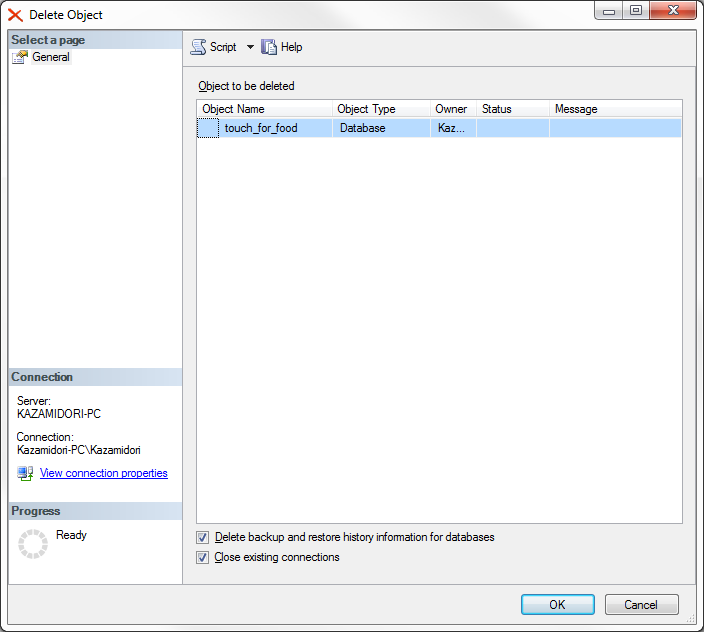 Delete Object
Select a page
General
Script
Help
Object to be deleted
Object Name Object Type Owner Status Message
touch_for_food Database Kaz...
Connection
Server:
KAZAMIDORI-PC
Connection:
Kazamidori-PC\Kazamidori
View connection properties
Progress
Ready
Delete backup and restore history information for databases
Close existing connections
OK
Cancel